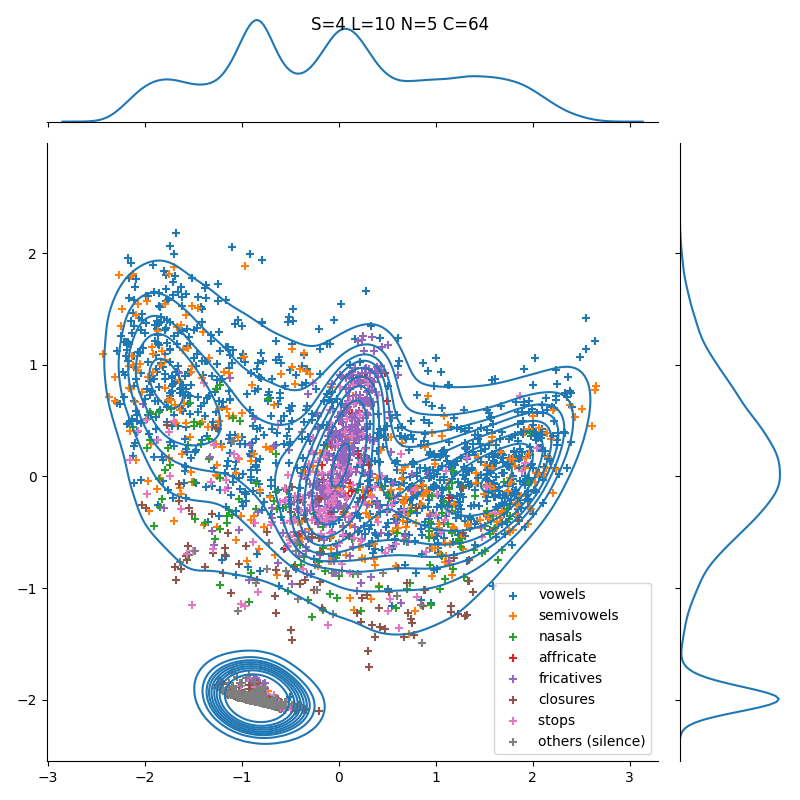 S=4 L=10 N=5 C=64
2
1
0
−1
−2
−3
−2
−1
0
1
2
3
vowels
semivowels
nasals
affricate
fricatives
closures
stops
others (silence)